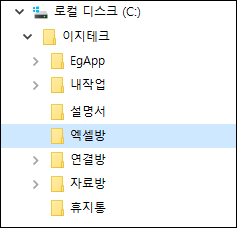 로컬 디스크 (C:)
이지테크
EgApp
내작업
설명서
엑셀방
연결방
자료방
휴지통